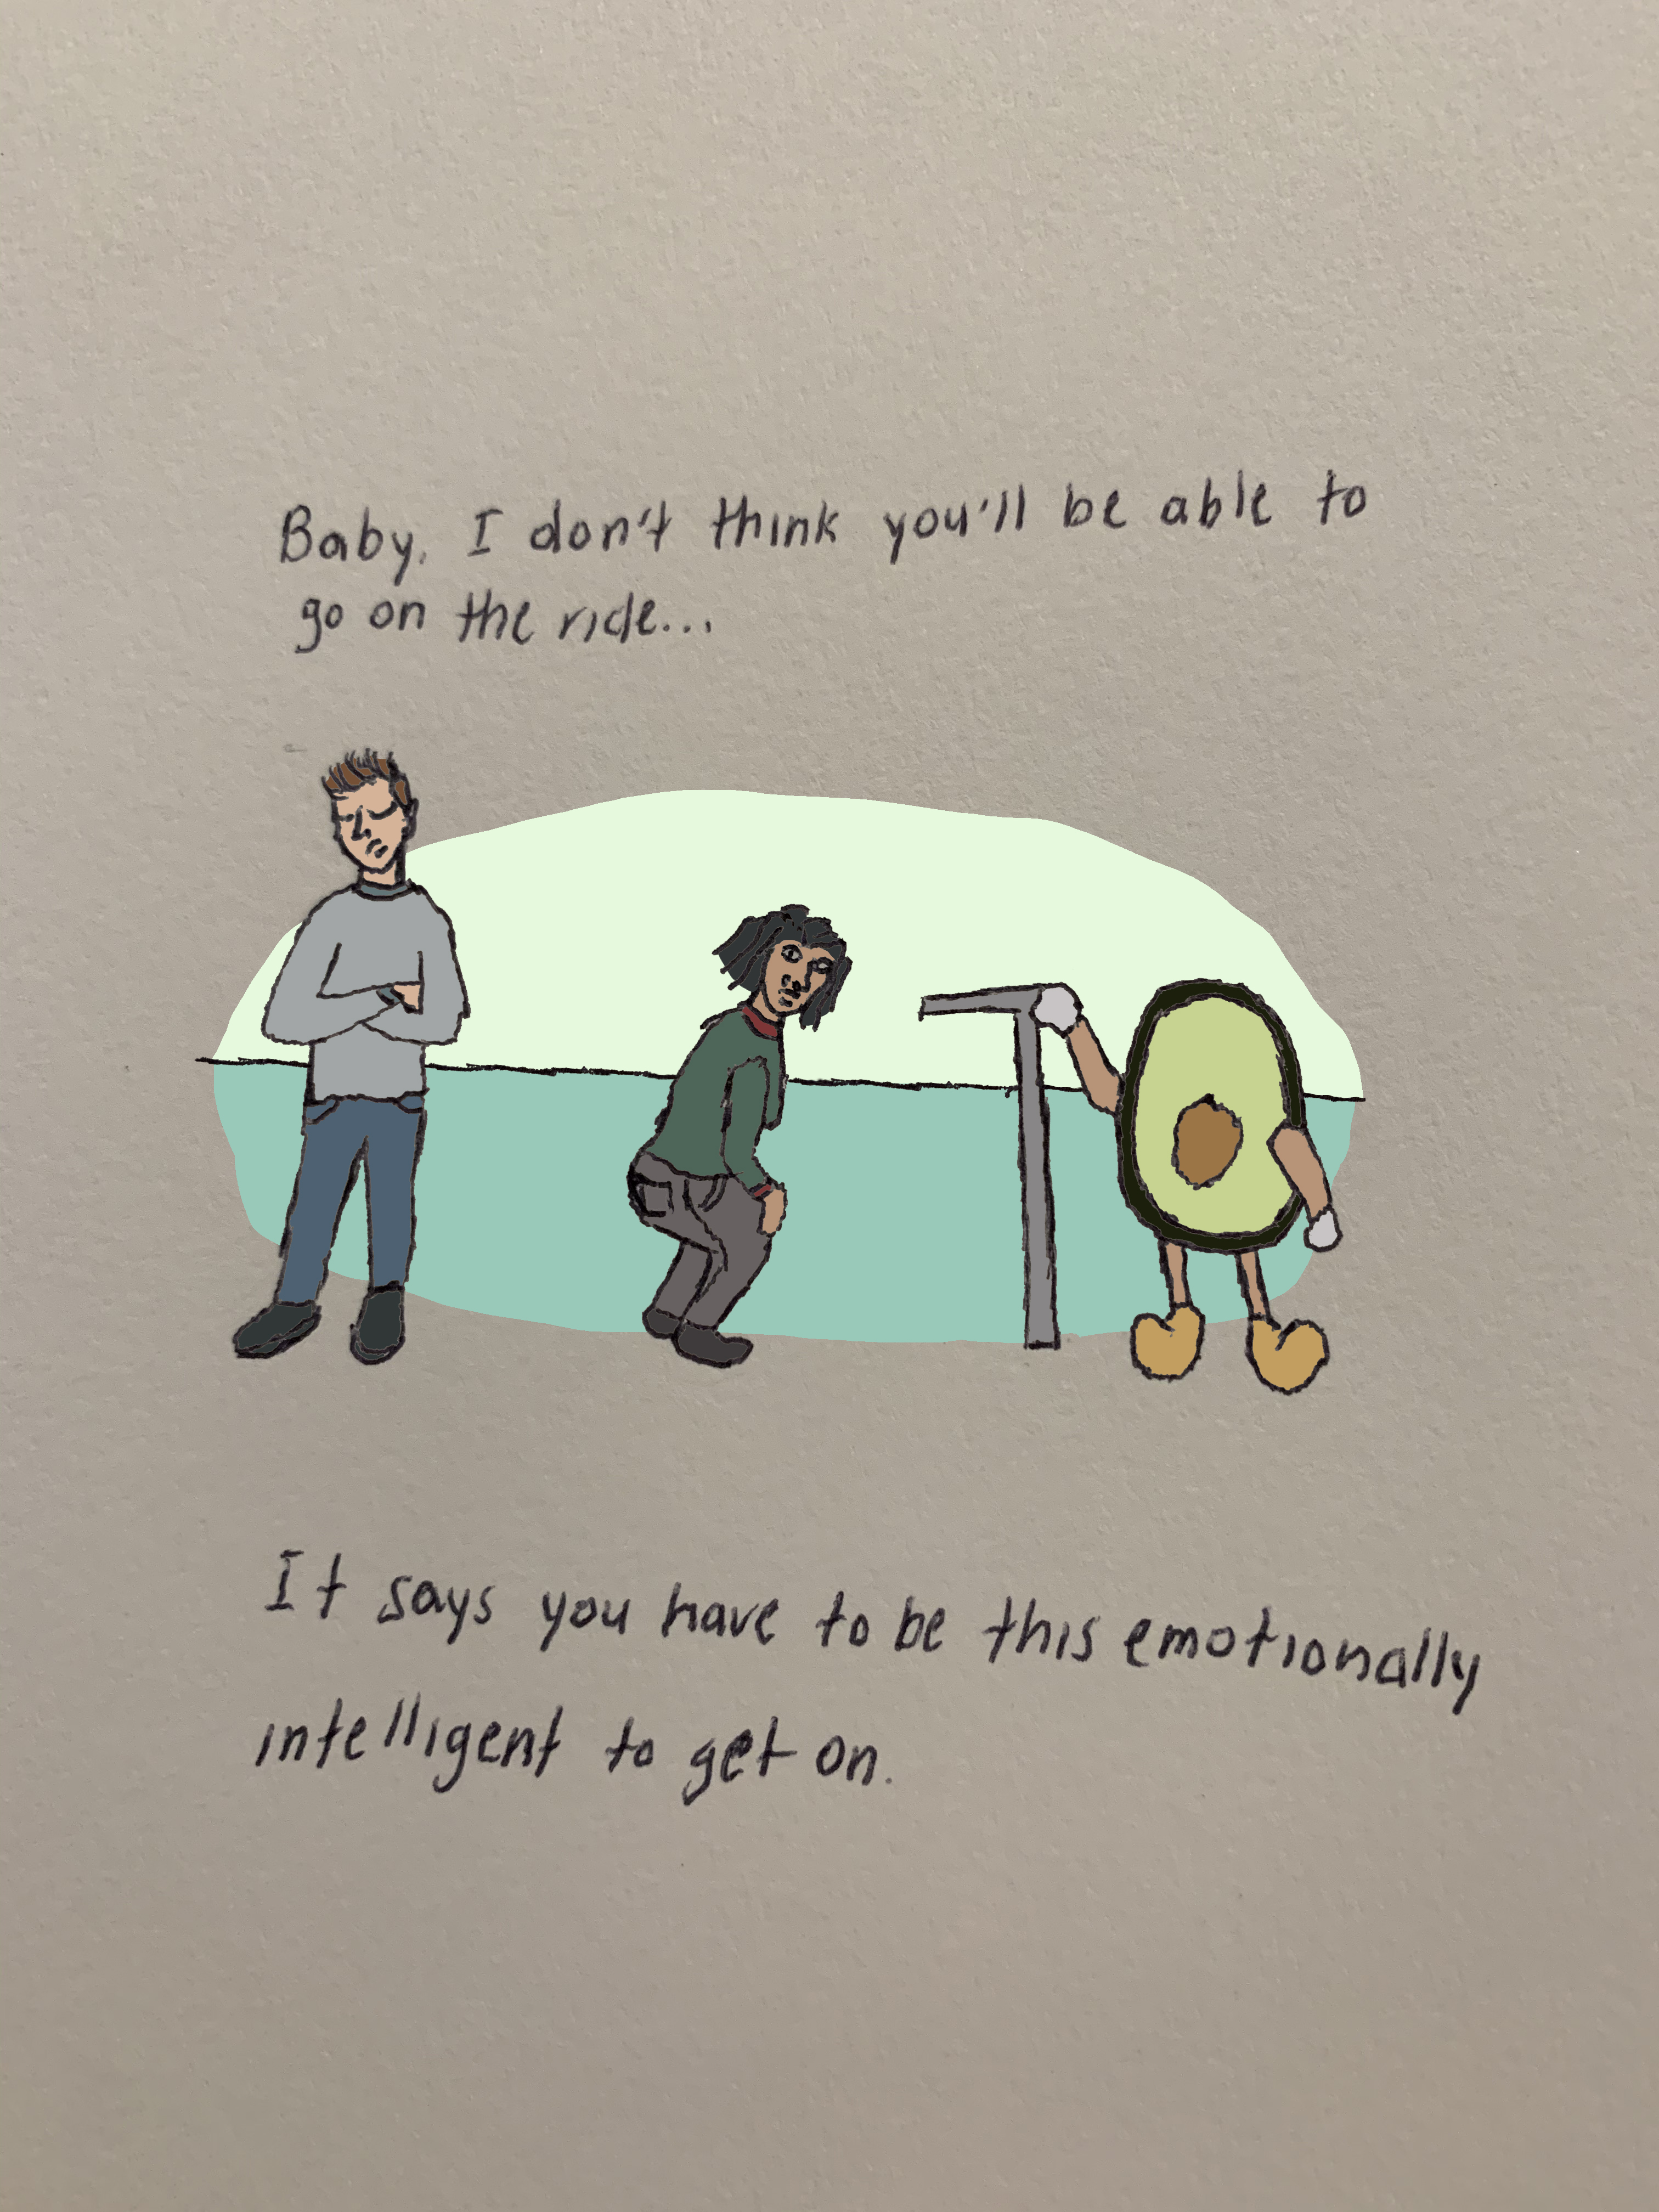 Baby, I don't think you'll be able to
go on the ride...
It says you have to be this emotionally
intelligent to get on.